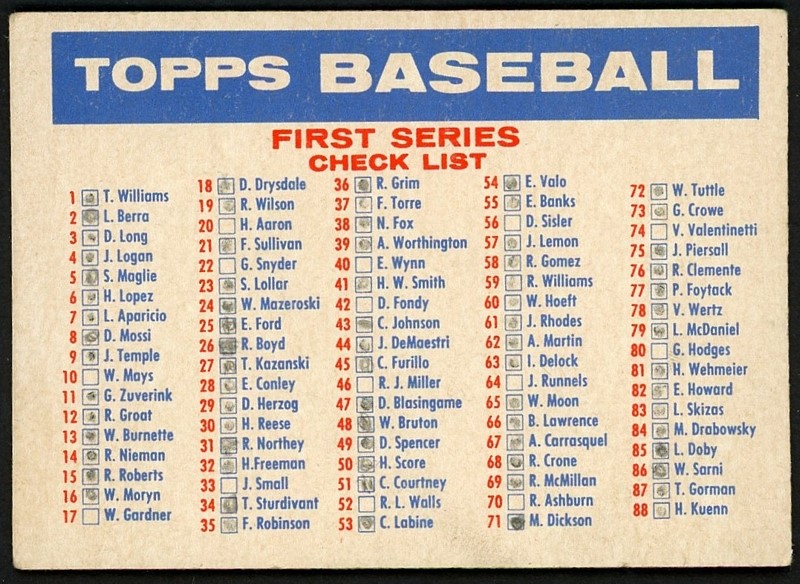 TOPPS BASEBALL
FIRST SERIES
CHECK LIST
1 T. Williams
2 L. Berra
3 D. Long
4 J. Logan
5 S. Maglie
6 H. Lopez
7 L. Aparicio
8 D. Mossi
9 J. Temple
10 W. Mays
11 G. Zuverink
12 R. Groat
13 W. Burnette
14 R. Nieman
15 R. Roberts
16 W. Moryn
17 W. Gardner
18 D. Drysdale
19 R. Wilson
20 H. Aaron
21 F. Sullivan
22 G. Snyder
23 S. Lollar
24 W. Mazeroski
25 E. Ford
26 R. Boyd
27 T. Kazanski
28 E. Conley
29 D. Herzog
30 H. Reese
31 R. Northey
32 H.Freeman
33 J. Small
34 T. Sturdivant
35 F. Robinson
36 R. Grim
37 F. Torre
38 N. Fox
39 A. Worthington
40 E. Wynn
41 H. W. Smith
42 D. Fondy
43 C. Johnson
44 J. DeMaestri
45 C. Furillo
46 R. J. Miller
47 D. Blasingame
48 W. Bruton
49 D. Spencer
50 H. Score
51 C. Courtney
52 R. L. Walls
53 C. Labine
54 E. Valo
55 E. Banks
56 D. Sisler
57 J. Lemon
58 R. Gomez
59 R. Williams
60 W. Hoeft
61 J. Rhodes
62 A. Martin
63 I. Delock
64 J. Runnels
65 W. Moon
66 B. Lawrence
67 A. Carrasquel
68 R. Crone
69 R. McMillan
70 R. Ashburn
71 M. Dickson
72 W. Tuttle
73 G. Crowe
74 V. Valentinetti
75 J. Piersall
76 R. Clemente
77 P. Foytack
78 V. Wertz
79 L. McDaniel
80 G. Hodges
81 H. Wehmeier
82 E. Howard
83 L. Skizas
84 M. Drabowsky
85 L. Doby
86 W. Sarni
87 T. Gorman
88 H. Kuenn